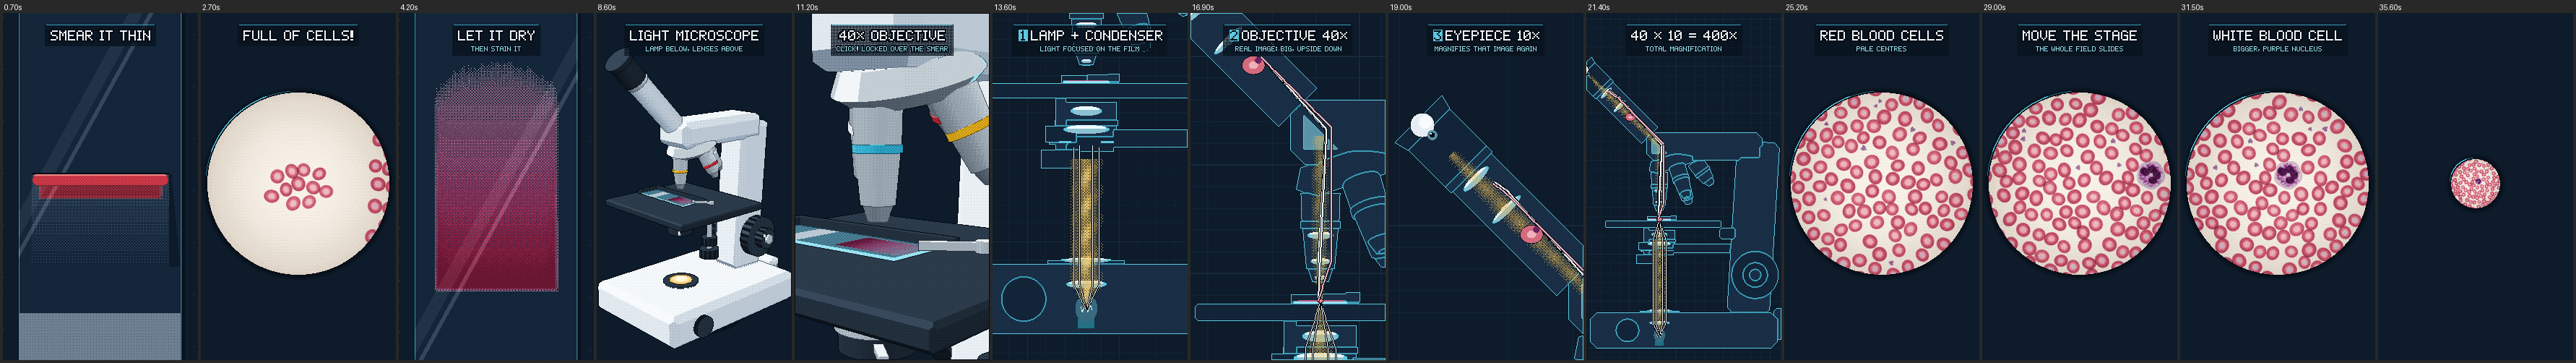 0.70s
SMEAR IT THIN
2.70s
FULL OF CELLS!
4.20s
LET IT DRY
THEN STAIN IT
8.60s
LIGHT MICROSCOPE
LAMP BELOW, LENSES ABOVE
11.20s
40X OBJECTIVE
CLICK! LOCKED OVER THE SMEAR
13.60s
1 LAMP + CONDENSER
LIGHT FOCUSED ON THE FILM
16.90s
2 OBJECTIVE 40X
REAL IMAGE: BIG, UPSIDE DOWN
19.00s
3 EYEPIECE 10X
MAGNIFIES THAT IMAGE AGAIN
21.40s
40 X 10 = 400X
TOTAL MAGNIFICATION
25.20s
RED BLOOD CELLS
PALE CENTRES
29.00s
MOVE THE STAGE
THE WHOLE FIELD SLIDES
31.50s
WHITE BLOOD CELL
BIGGER, PURPLE NUCLEUS
35.60s